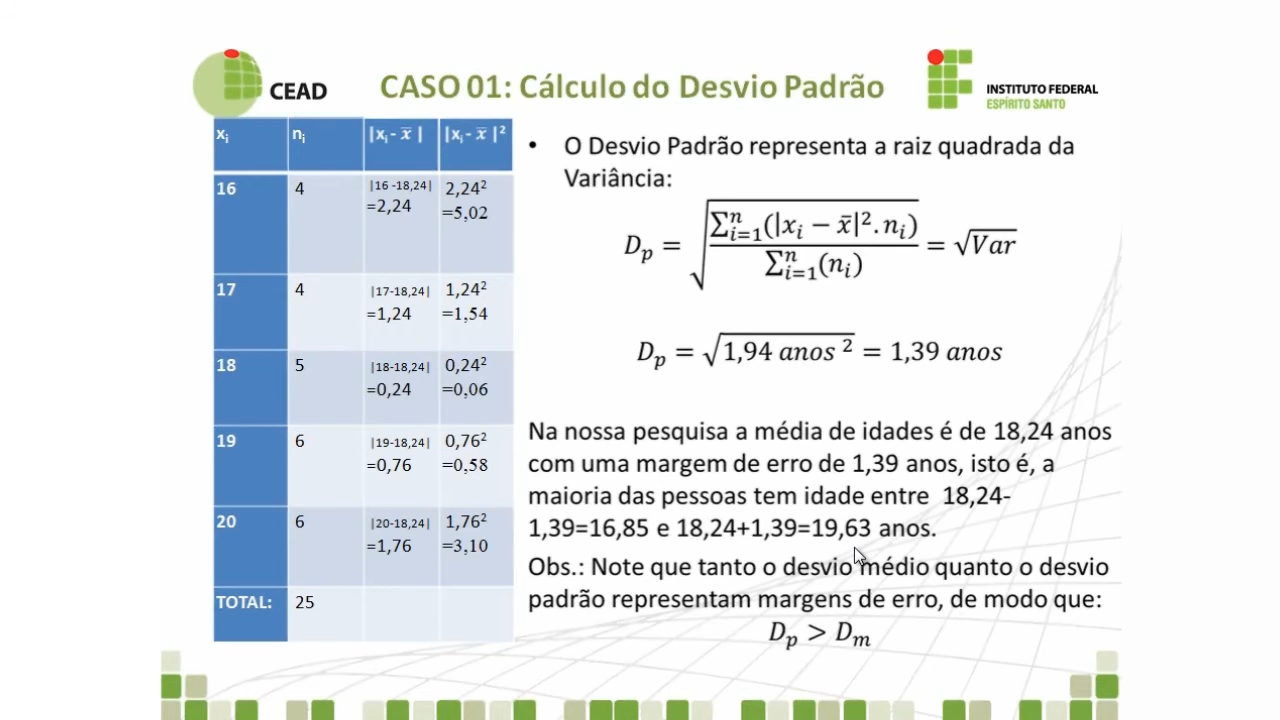 CEAD
CASO 01: Cálculo do Desvio Padrão
INSTITUTO FEDERAL
ESPÍRITO SANTO
xᵢ nᵢ |xᵢ - x̅ | |xᵢ - x̅ |²
16 4 |16 -18,24| 2,24²
=2,24 =5,02
17 4 |17-18,24| 1,24²
=1,24 =1,54
18 5 |18-18,24| 0,24²
=0,24 =0,06
19 6 |19-18,24| 0,76²
=0,76 =0,58
20 6 |20-18,24| 1,76²
=1,76 =3,10
TOTAL: 25
• O Desvio Padrão representa a raiz quadrada da
Variância:
Dₚ = √(∑ⁿᵢ₌₁(|xᵢ − x̅|².nᵢ) / ∑ⁿᵢ₌₁(nᵢ)) = √Var
Dₚ = √1,94 anos ² = 1,39 anos
Na nossa pesquisa a média de idades é de 18,24 anos
com uma margem de erro de 1,39 anos, isto é, a
maioria das pessoas tem idade entre 18,24-
1,39=16,85 e 18,24+1,39=19,63 anos.
Obs.: Note que tanto o desvio médio quanto o desvio
padrão representam margens de erro, de modo que:
Dₚ > Dₘ